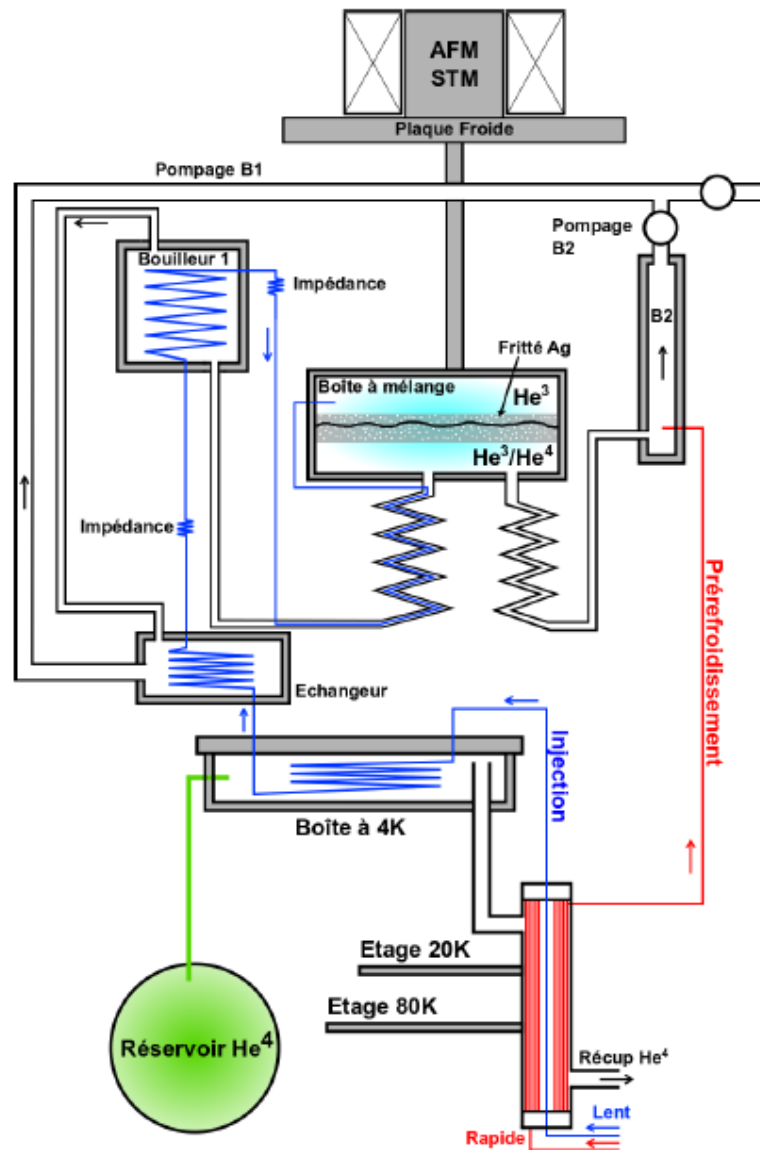 AFM
STM
Plaque Froide
Pompage B1
Pompage
B2
Bouilleur 1
Impédance
B2
Fritté Ag
Boîte à mélange
He³
He³/He⁴
Impédance
Prérefroidissement
Echangeur
Injection
Boîte à 4K
Etage 20K
Etage 80K
Réservoir He⁴
Récup He⁴
Lent
Rapide